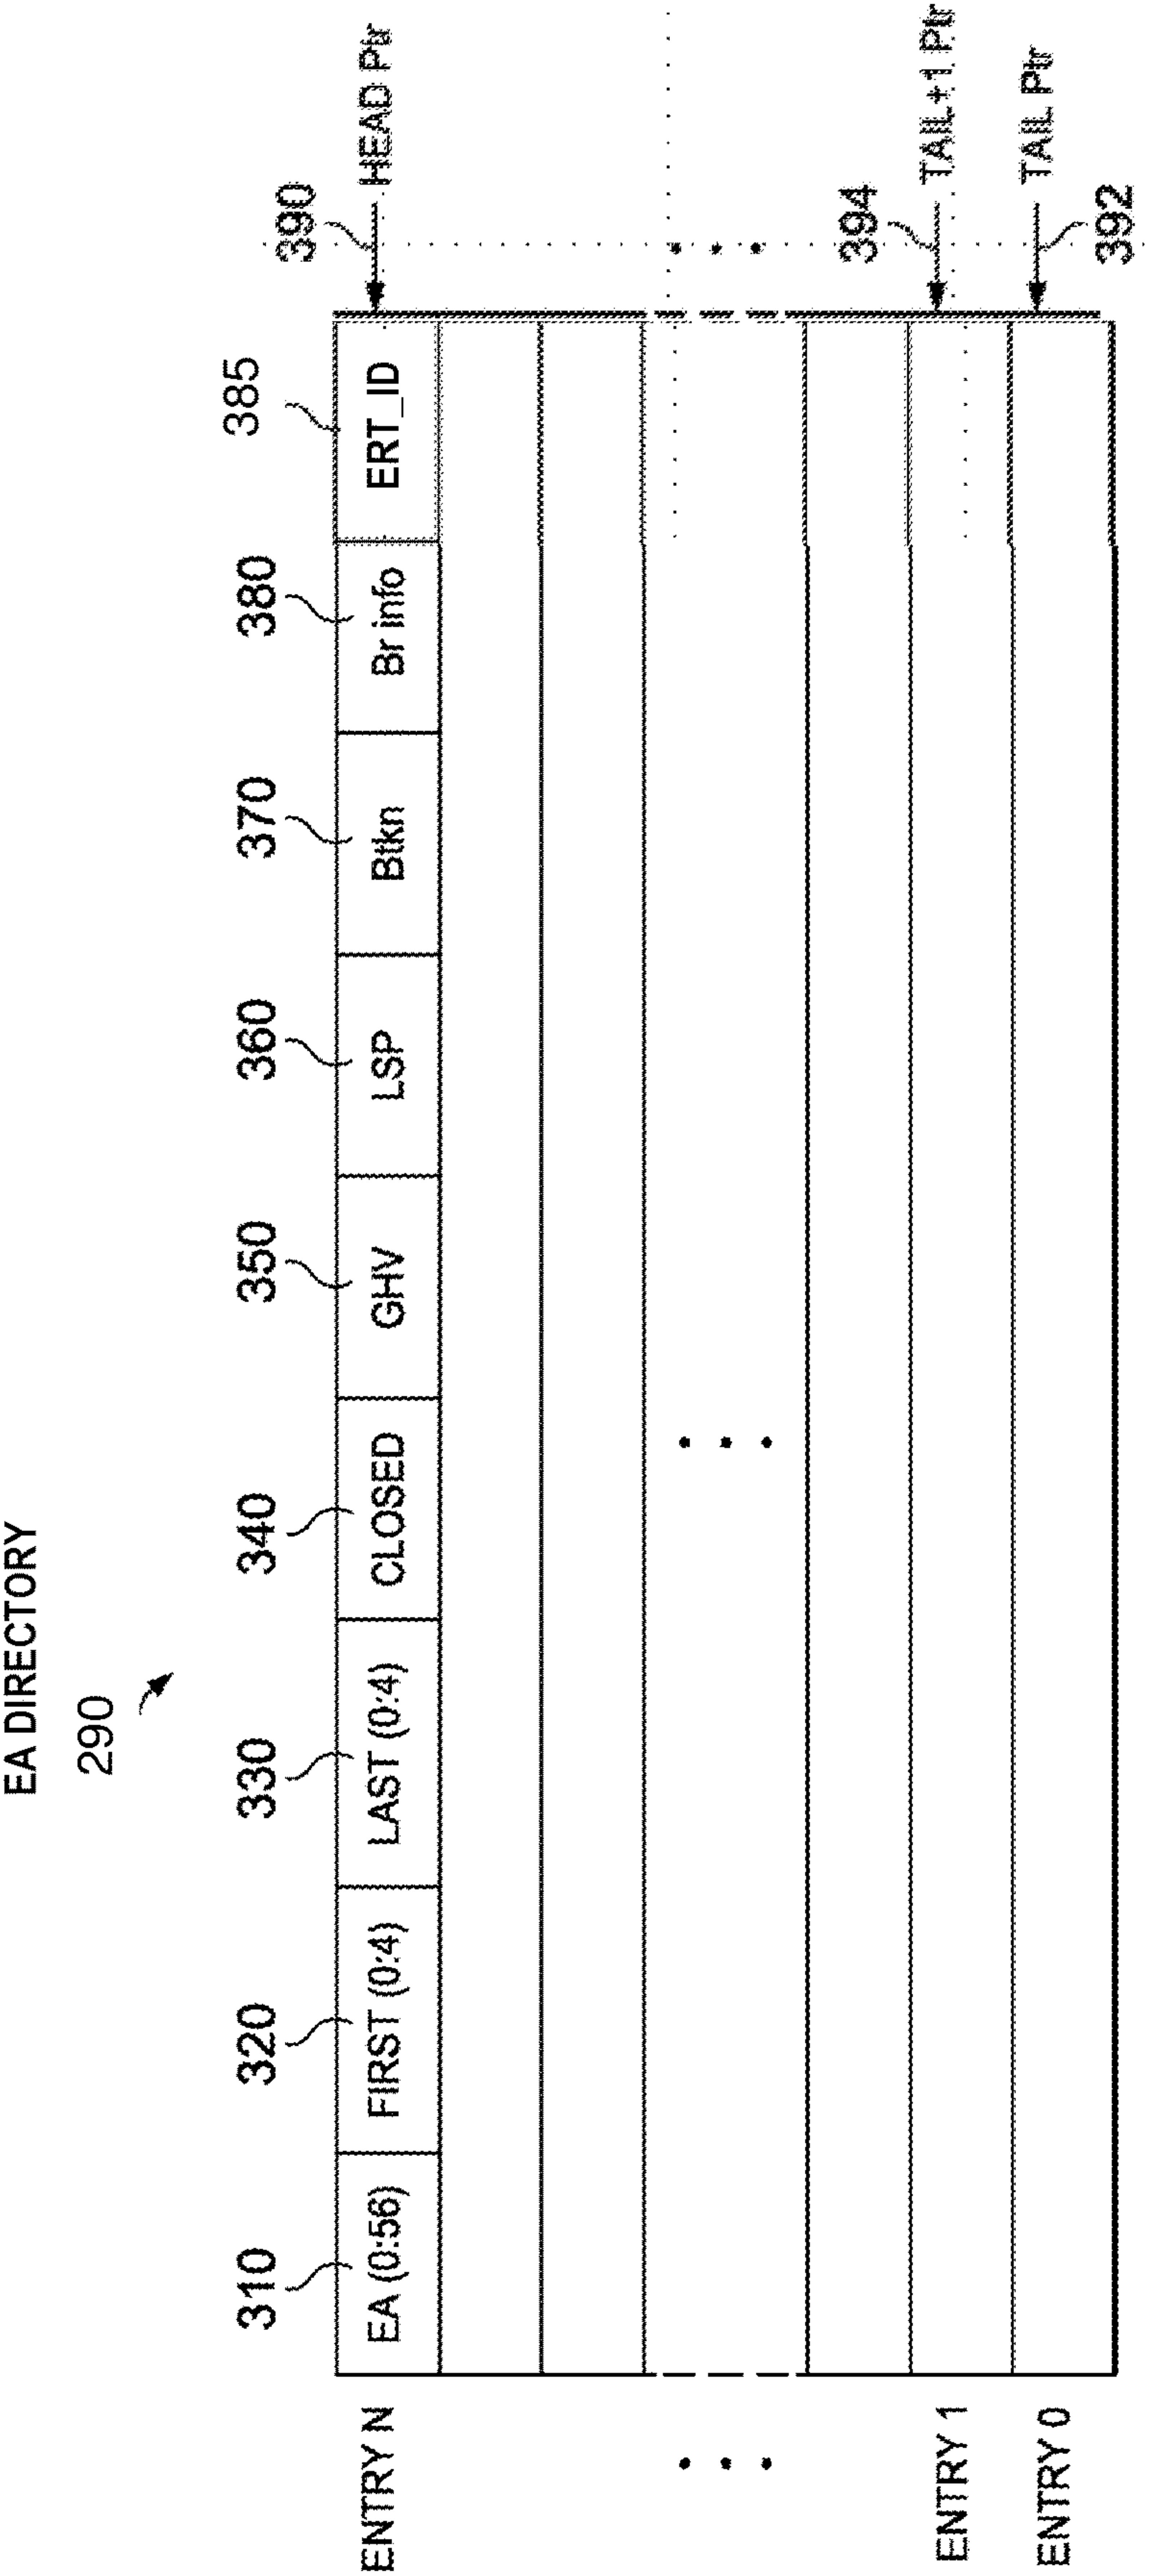 EA DIRECTORY
290
310 320 330 340 350 360 370 380 385
390
ENTRY N EA (0:56) FIRST (0:4) LAST (0:4) CLOSED GHV LSP Btkn Br info ERT_ID HEAD Ptr
394
ENTRY 1 TAIL+1 Ptr
ENTRY 0 TAIL Ptr
392